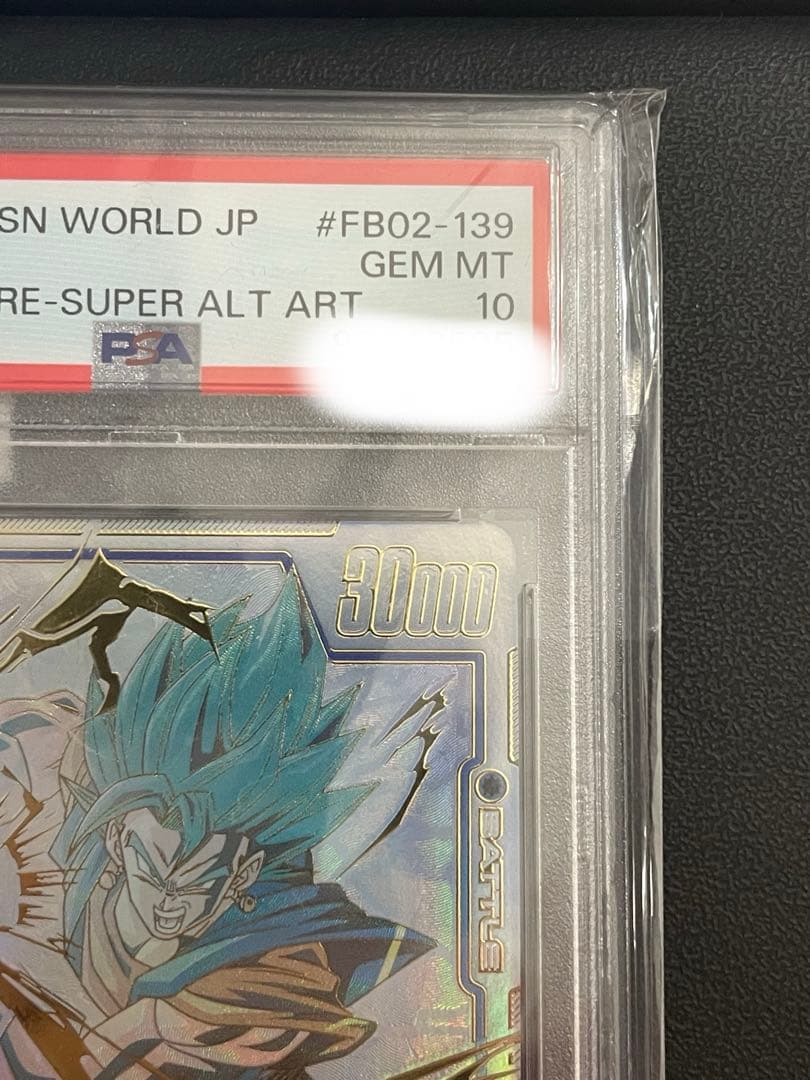 SN WORLD JP #FB02-139
GEM MT
RE-SUPER ALT ART 10
PSA
30000
BATTLE